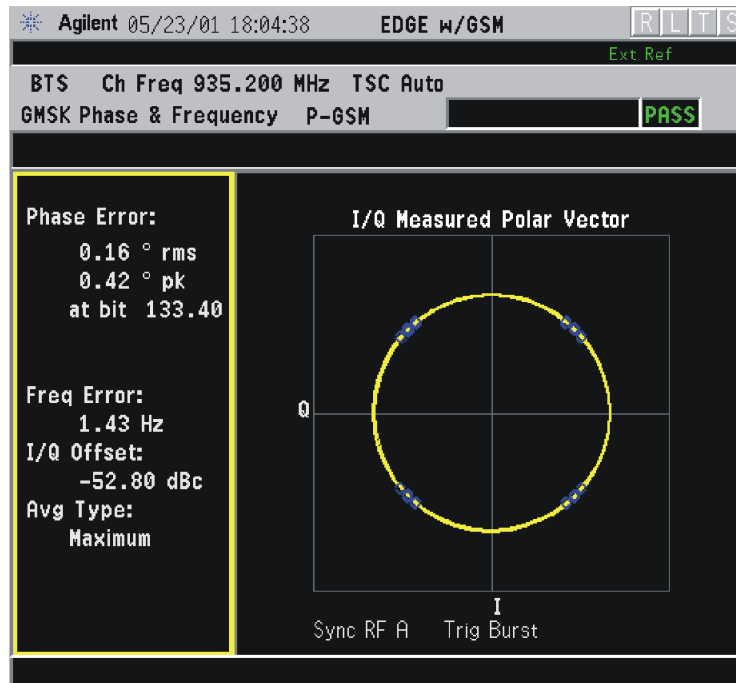 Agilent 05/23/01 18:04:38 EDGE w/GSM R L T S
Ext Ref
BTS Ch Freq 935.200 MHz TSC Auto
GMSK Phase & Frequency P-GSM PASS
Phase Error:
0.16 ° rms
0.42 ° pk
at bit 133.40
Freq Error:
1.43 Hz
I/Q Offset:
-52.80 dBc
Avg Type:
Maximum
I/Q Measured Polar Vector
Q
I
Sync RF A Trig Burst